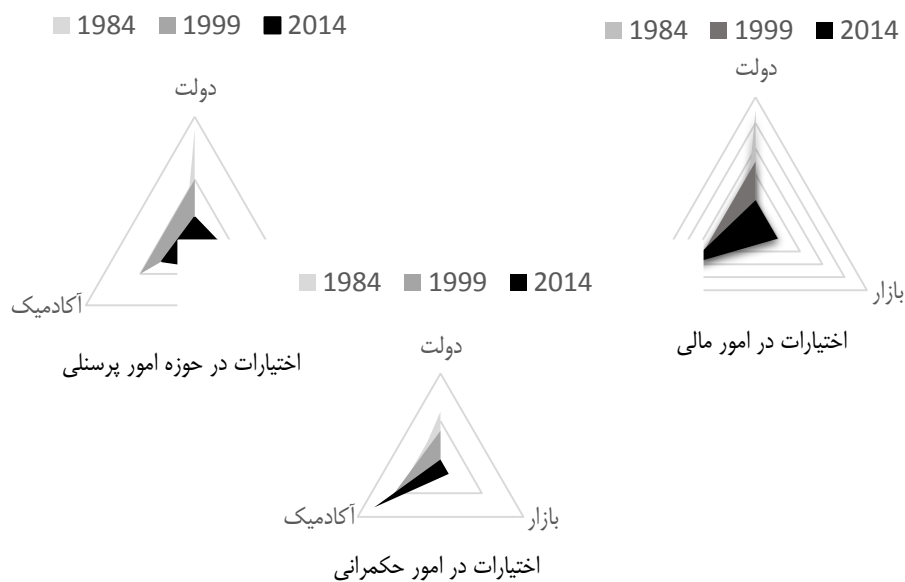 1984 1999 2014
دولت
آکادمیک
اختیارات در حوزه امور پرسنلی
1984 1999 2014
دولت
بازار
اختیارات در امور مالی
1984 1999 2014
دولت
آکادمیک
بازار
اختیارات در امور حکمرانی